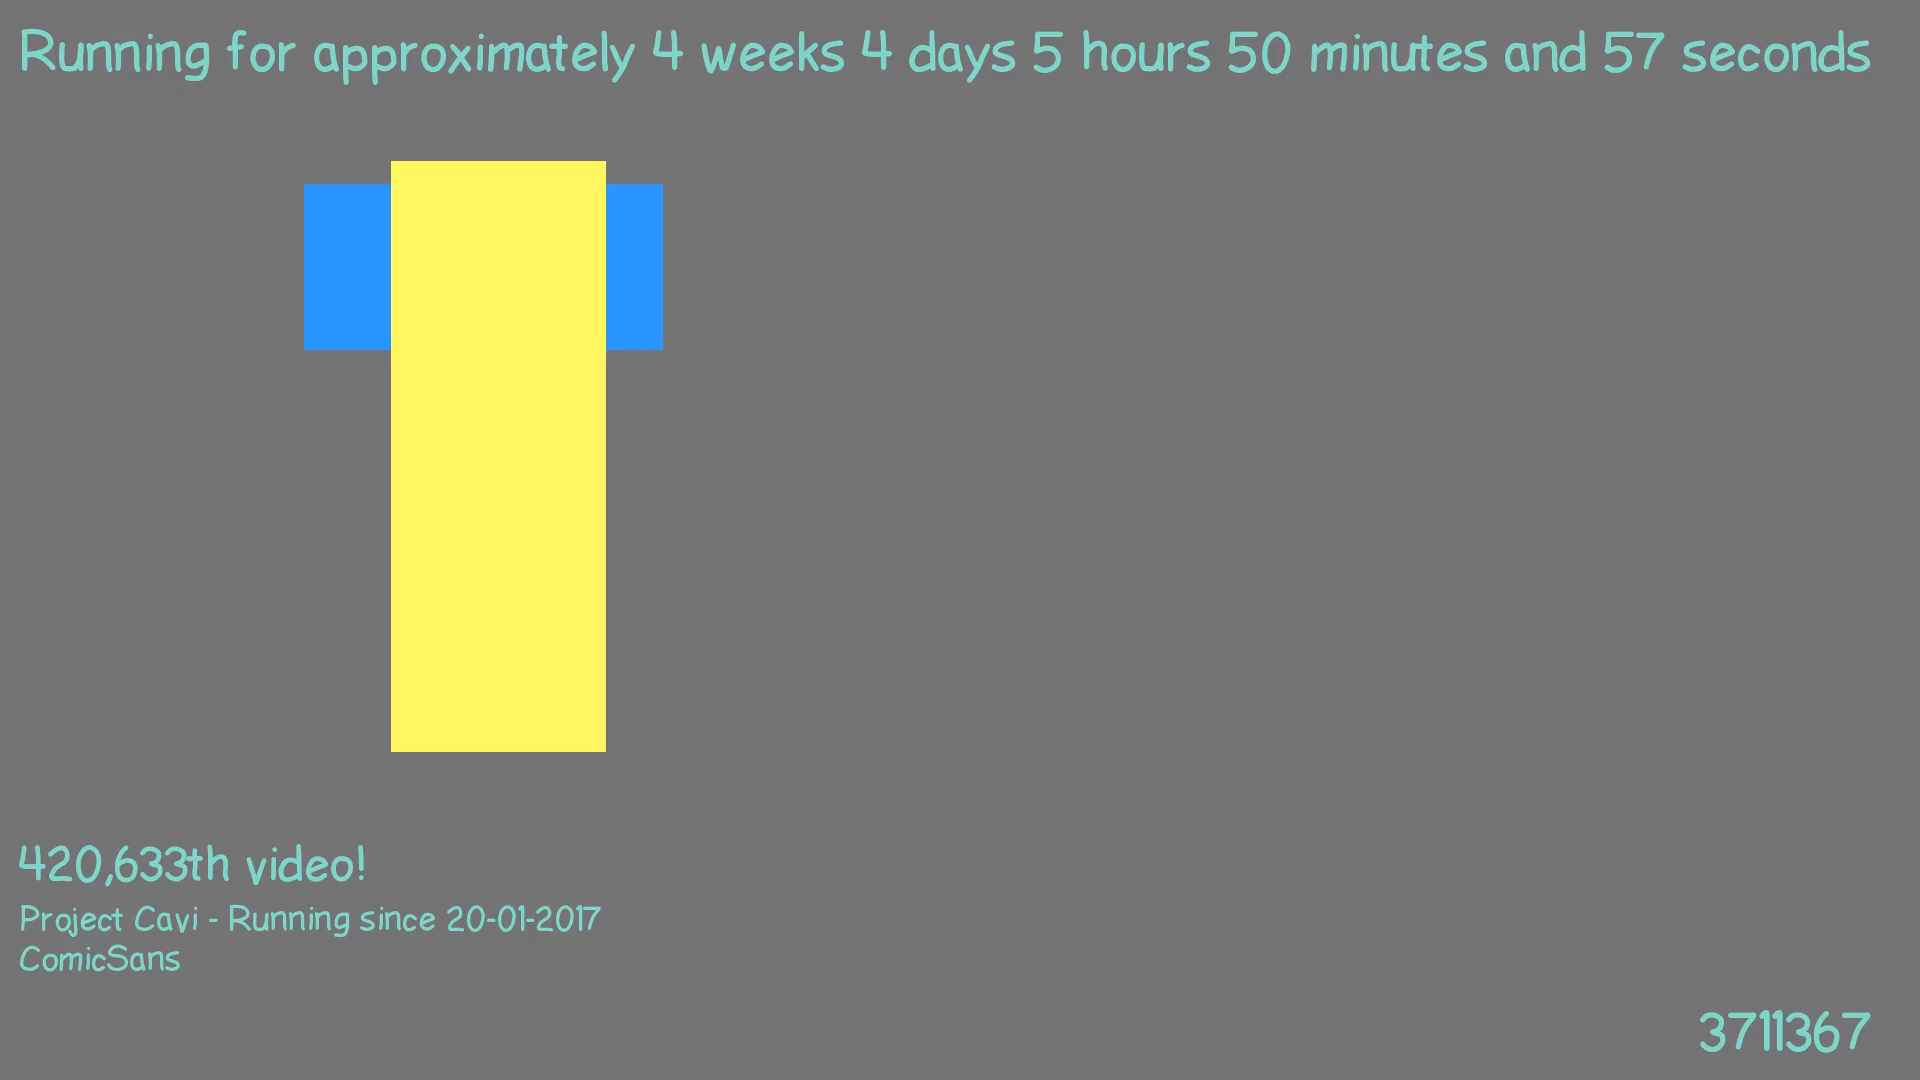 Running for approximately 4 weeks 4 days 5 hours 50 minutes and 57 seconds
420,633th video!
Project Cavi - Running since 20-01-2017
ComicSans
3711367